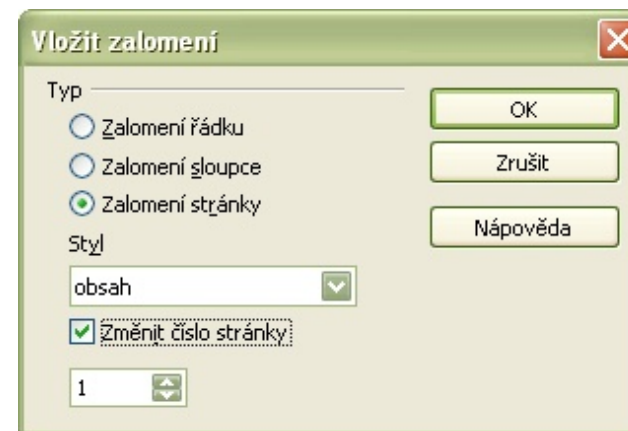 Vložit zalomení
Typ
Zalomení řádku
Zalomení sloupce
Zalomení stránky
Styl
obsah
Změnit číslo stránky
1
OK
Zrušit
Nápověda